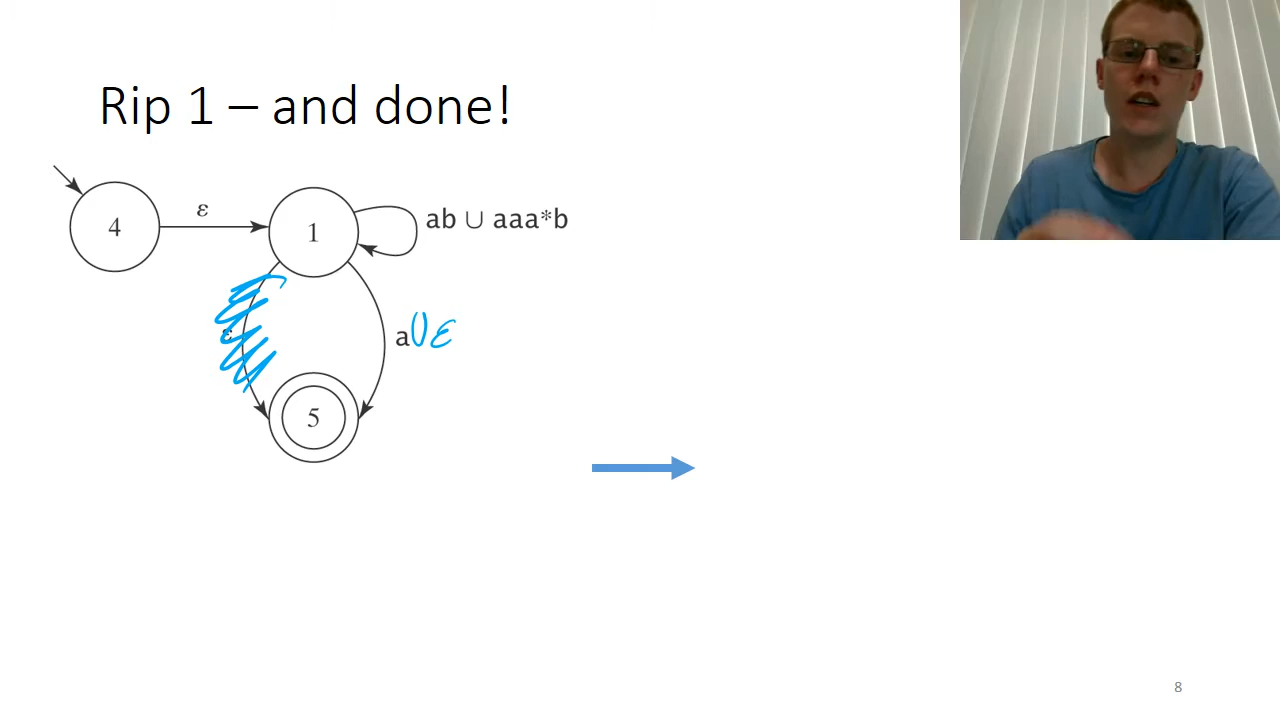 Rip 1 – and done!
4
ε
1
ab ∪ aaa*b
ε
a∪ε
5
8